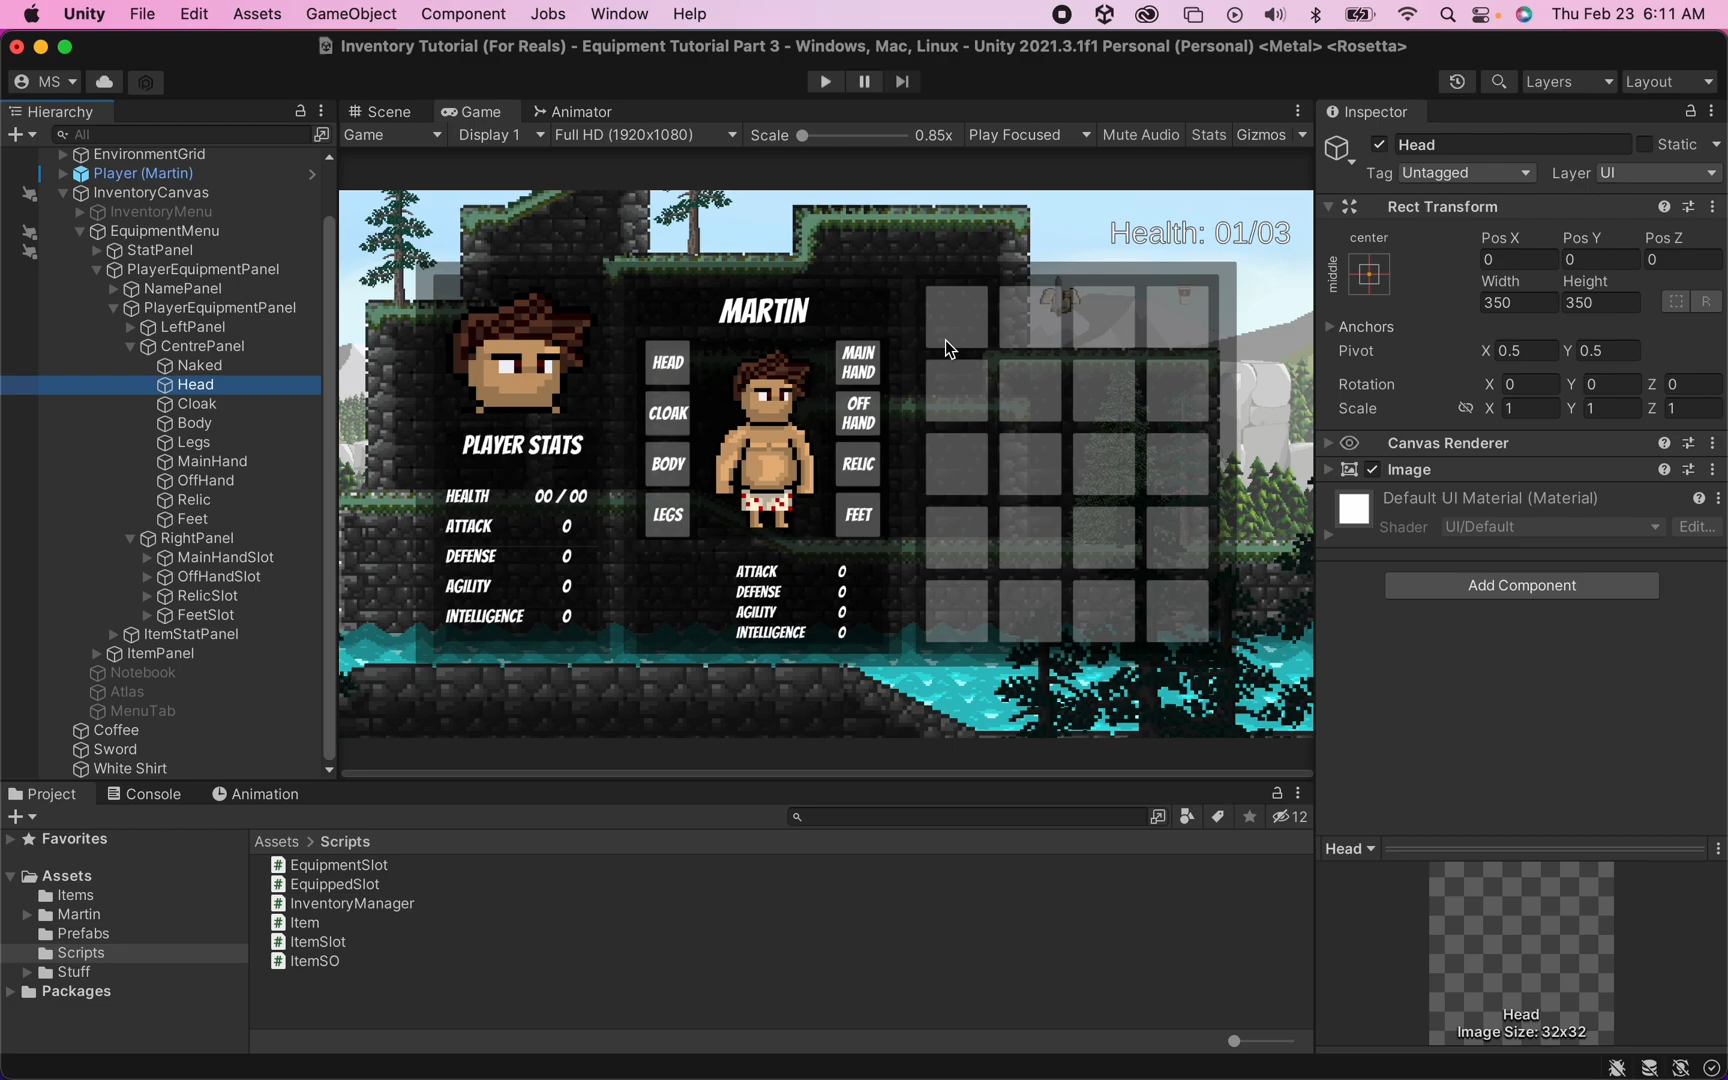 Unity File Edit Assets GameObject Component Jobs Window Help Thu Feb 23 6:11 AM
Inventory Tutorial (For Reals) - Equipment Tutorial Part 3 - Windows, Mac, Linux - Unity 2021.3.1f1 Personal (Personal) <Metal> <Rosetta>
MS Layers Layout
Hierarchy
All
EnvironmentGrid
Player (Martin)
InventoryCanvas
InventoryMenu
EquipmentMenu
StatPanel
PlayerEquipmentPanel
NamePanel
PlayerEquipmentPanel
LeftPanel
CentrePanel
Naked
Head
Cloak
Body
Legs
MainHand
OffHand
Relic
Feet
RightPanel
MainHandSlot
OffHandSlot
RelicSlot
FeetSlot
ItemStatPanel
ItemPanel
Notebook
Atlas
MenuTab
Coffee
Sword
White Shirt
Scene Game Animator
Game Display 1 Full HD (1920x1080) Scale 0.85x Play Focused Mute Audio Stats Gizmos
Health: 01/03
MARTIN
HEAD
CLOAK
BODY
LEGS
MAIN
HAND
OFF
HAND
RELIC
FEET
PLAYER STATS
HEALTH 00 / 00
ATTACK 0
DEFENSE 0
AGILITY 0
INTELLIGENCE 0
ATTACK 0
DEFENSE 0
AGILITY 0
INTELLIGENCE 0
Inspector
Head Static
Tag Untagged Layer UI
Rect Transform
center
middle
Pos X Pos Y Pos Z
0 0 0
Width Height
350 350 R
Anchors
Pivot X 0.5 Y 0.5
Rotation X 0 Y 0 Z 0
Scale X 1 Y 1 Z 1
Canvas Renderer
Image
Default UI Material (Material)
Shader UI/Default Edit...
Add Component
Head
Head
Image Size: 32x32
Project Console Animation
12
Favorites
Assets
Items
Martin
Prefabs
Scripts
Stuff
Packages
Assets > Scripts
EquipmentSlot
EquippedSlot
InventoryManager
Item
ItemSlot
ItemSO